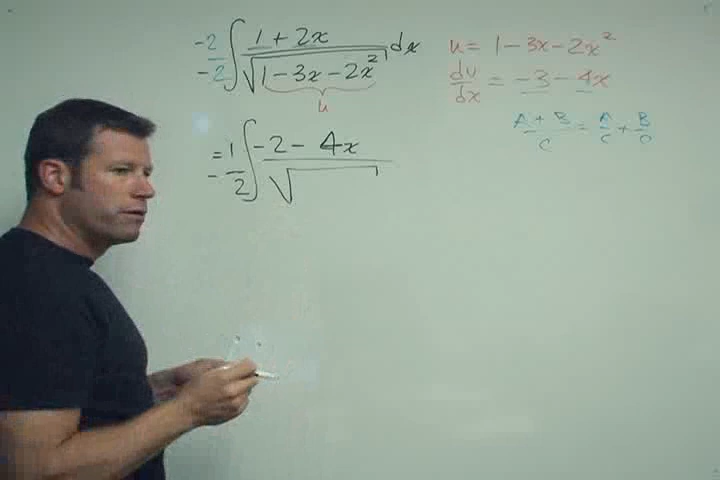 -2/-2 ∫ (1 + 2x)/√(1 - 3x - 2x²) dx
u
u = 1 - 3x - 2x²
du/dx = -3 - 4x
(A + B)/C = A/C + B/C
= 1/-2 ∫ (-2 - 4x)/√